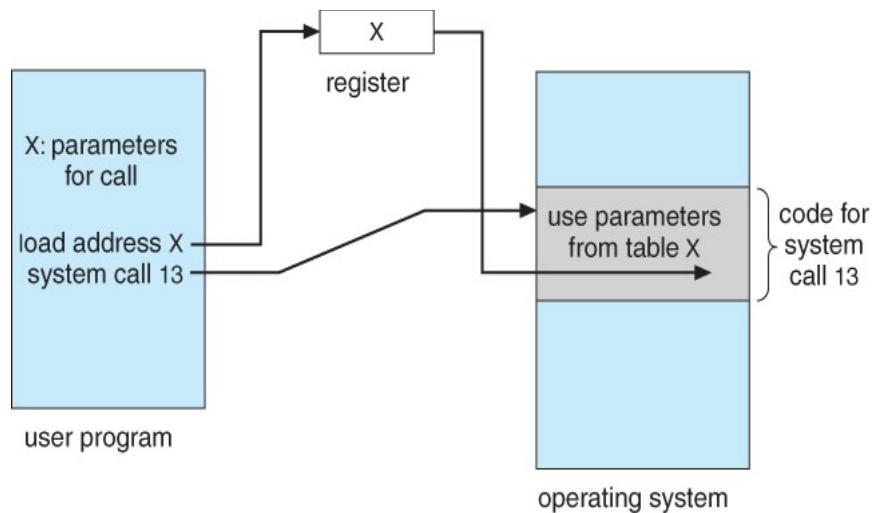 X
register
X: parameters
for call
load address X
system call 13
user program
use parameters
from table X
code for
system
call 13
operating system